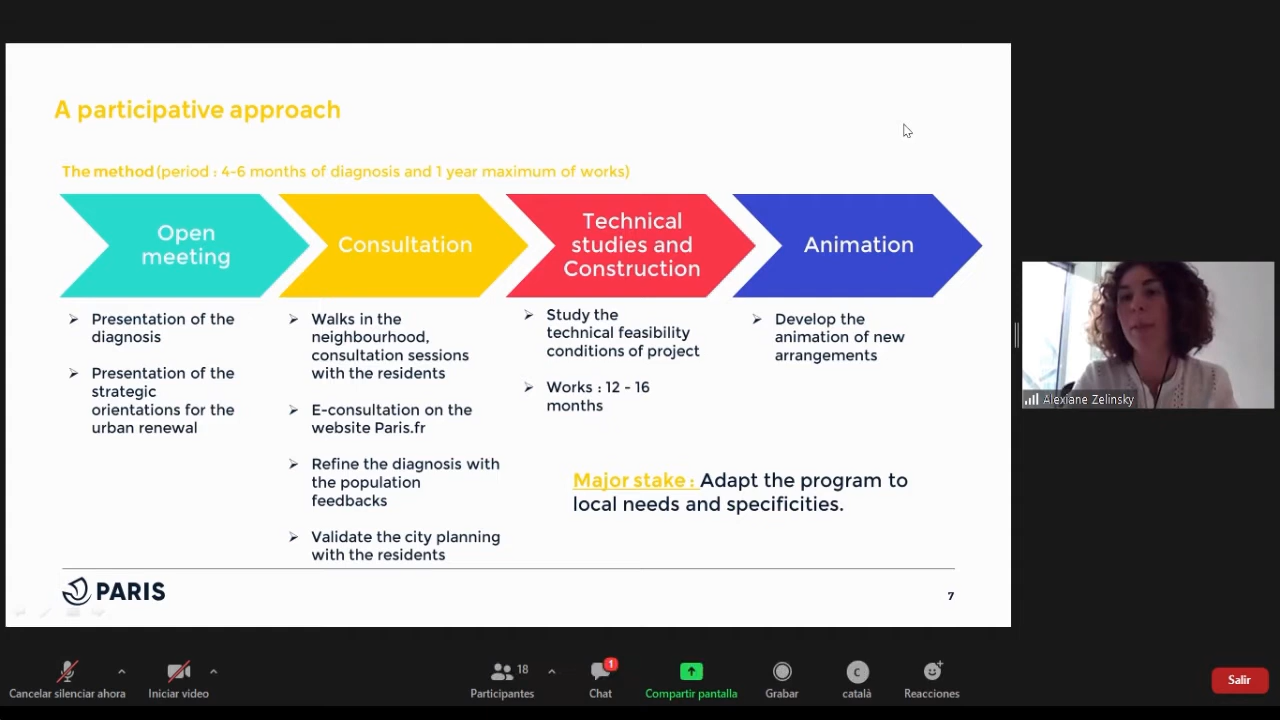 A participative approach
The method (period : 4-6 months of diagnosis and 1 year maximum of works)
Open
meeting
Consultation
Technical
studies and
Construction
Animation
Presentation of the
diagnosis
Presentation of the
strategic
orientations for the
urban renewal
Walks in the
neighbourhood,
consultation sessions
with the residents
E-consultation on the
website Paris.fr
Refine the diagnosis with
the population
feedbacks
Validate the city planning
with the residents
Study the
technical feasibility
conditions of project
Works : 12 - 16
months
Develop the
animation of new
arrangements
Major stake : Adapt the program to
local needs and specificities.
PARIS
7
Alexiane Zelinsky
Cancelar silenciar ahora
Iniciar video
18
Participantes
1
Chat
Compartir pantalla
Grabar
C
català
Reacciones
Salir